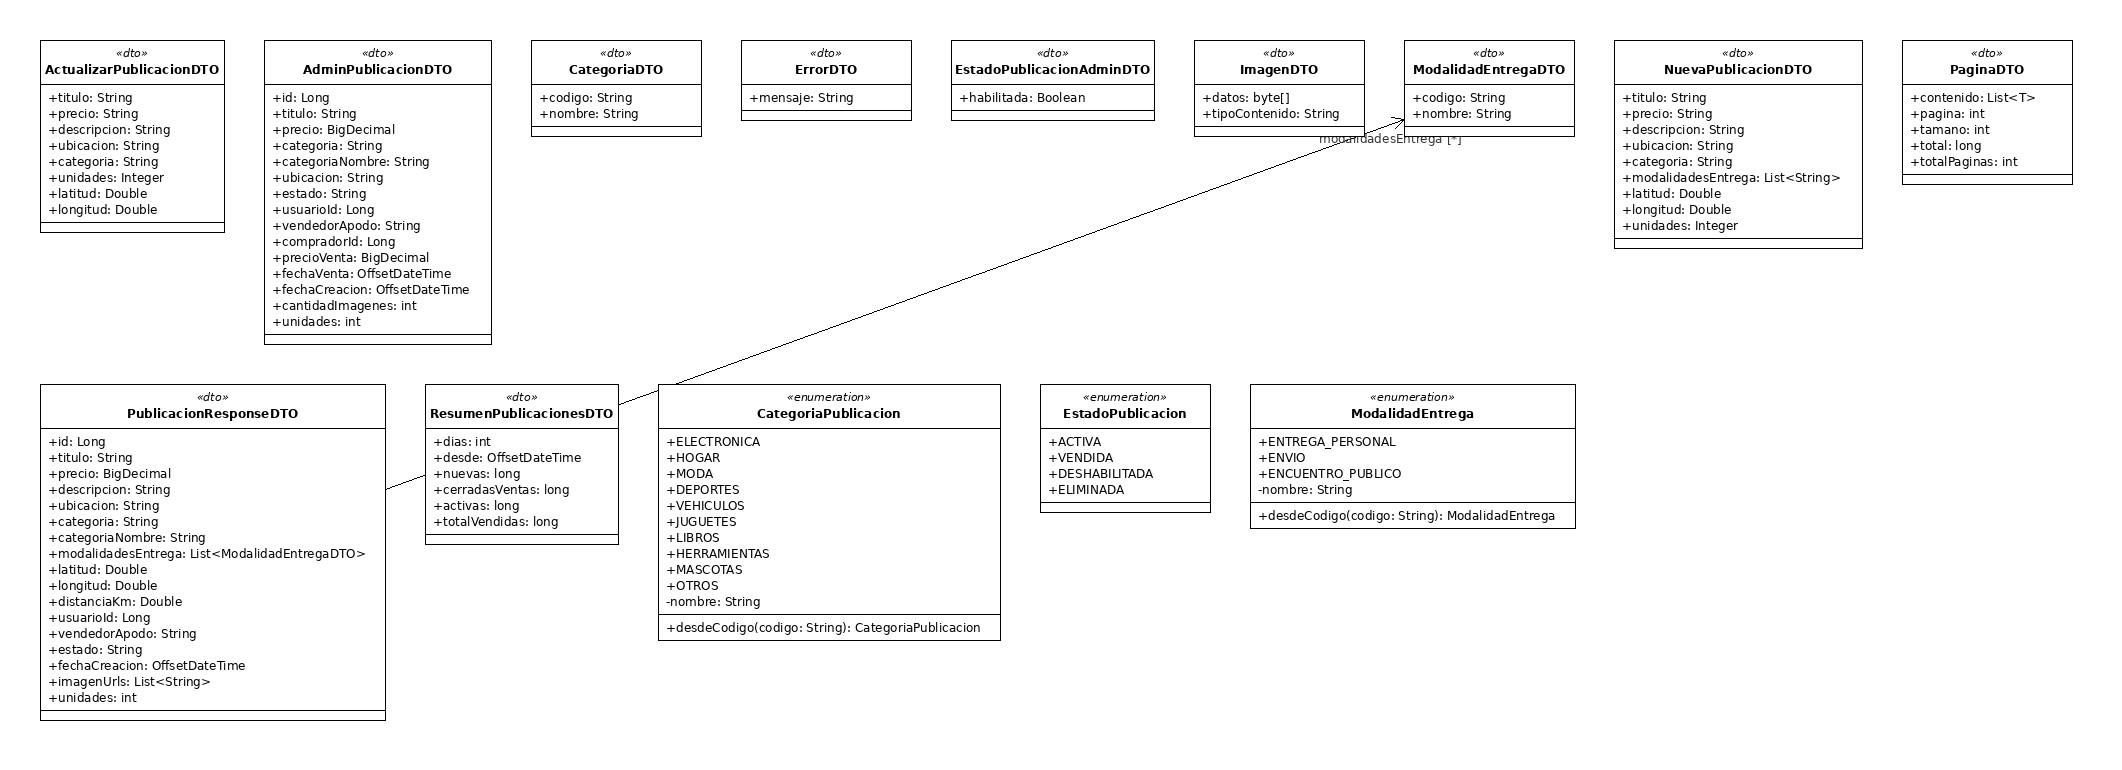 «dto»
ActualizarPublicacionDTO
+titulo: String
+precio: String
+descripcion: String
+ubicacion: String
+categoria: String
+unidades: Integer
+latitud: Double
+longitud: Double
«dto»
AdminPublicacionDTO
+id: Long
+titulo: String
+precio: BigDecimal
+categoria: String
+categoriaNombre: String
+ubicacion: String
+estado: String
+usuarioId: Long
+vendedorApodo: String
+compradorId: Long
+precioVenta: BigDecimal
+fechaVenta: OffsetDateTime
+fechaCreacion: OffsetDateTime
+cantidadImagenes: int
+unidades: int
«dto»
CategoriaDTO
+codigo: String
+nombre: String
«dto»
ErrorDTO
+mensaje: String
«dto»
EstadoPublicacionAdminDTO
+habilitada: Boolean
«dto»
ImagenDTO
+datos: byte[]
+tipoContenido: String
«dto»
ModalidadEntregaDTO
+codigo: String
+nombre: String
modalidadesEntrega [*]
«dto»
NuevaPublicacionDTO
+titulo: String
+precio: String
+descripcion: String
+ubicacion: String
+categoria: String
+modalidadesEntrega: List<String>
+latitud: Double
+longitud: Double
+unidades: Integer
«dto»
PaginaDTO
+contenido: List<T>
+pagina: int
+tamano: int
+total: long
+totalPaginas: int
«dto»
PublicacionResponseDTO
+id: Long
+titulo: String
+precio: BigDecimal
+descripcion: String
+ubicacion: String
+categoria: String
+categoriaNombre: String
+modalidadesEntrega: List<ModalidadEntregaDTO>
+latitud: Double
+longitud: Double
+distanciaKm: Double
+usuarioId: Long
+vendedorApodo: String
+estado: String
+fechaCreacion: OffsetDateTime
+imagenUrls: List<String>
+unidades: int
«dto»
ResumenPublicacionesDTO
+dias: int
+desde: OffsetDateTime
+nuevas: long
+cerradasVentas: long
+activas: long
+totalVendidas: long
«enumeration»
CategoriaPublicacion
+ELECTRONICA
+HOGAR
+MODA
+DEPORTES
+VEHICULOS
+JUGUETES
+LIBROS
+HERRAMIENTAS
+MASCOTAS
+OTROS
-nombre: String
+desdeCodigo(codigo: String): CategoriaPublicacion
«enumeration»
EstadoPublicacion
+ACTIVA
+VENDIDA
+DESHABILITADA
+ELIMINADA
«enumeration»
ModalidadEntrega
+ENTREGA_PERSONAL
+ENVIO
+ENCUENTRO_PUBLICO
-nombre: String
+desdeCodigo(codigo: String): ModalidadEntrega